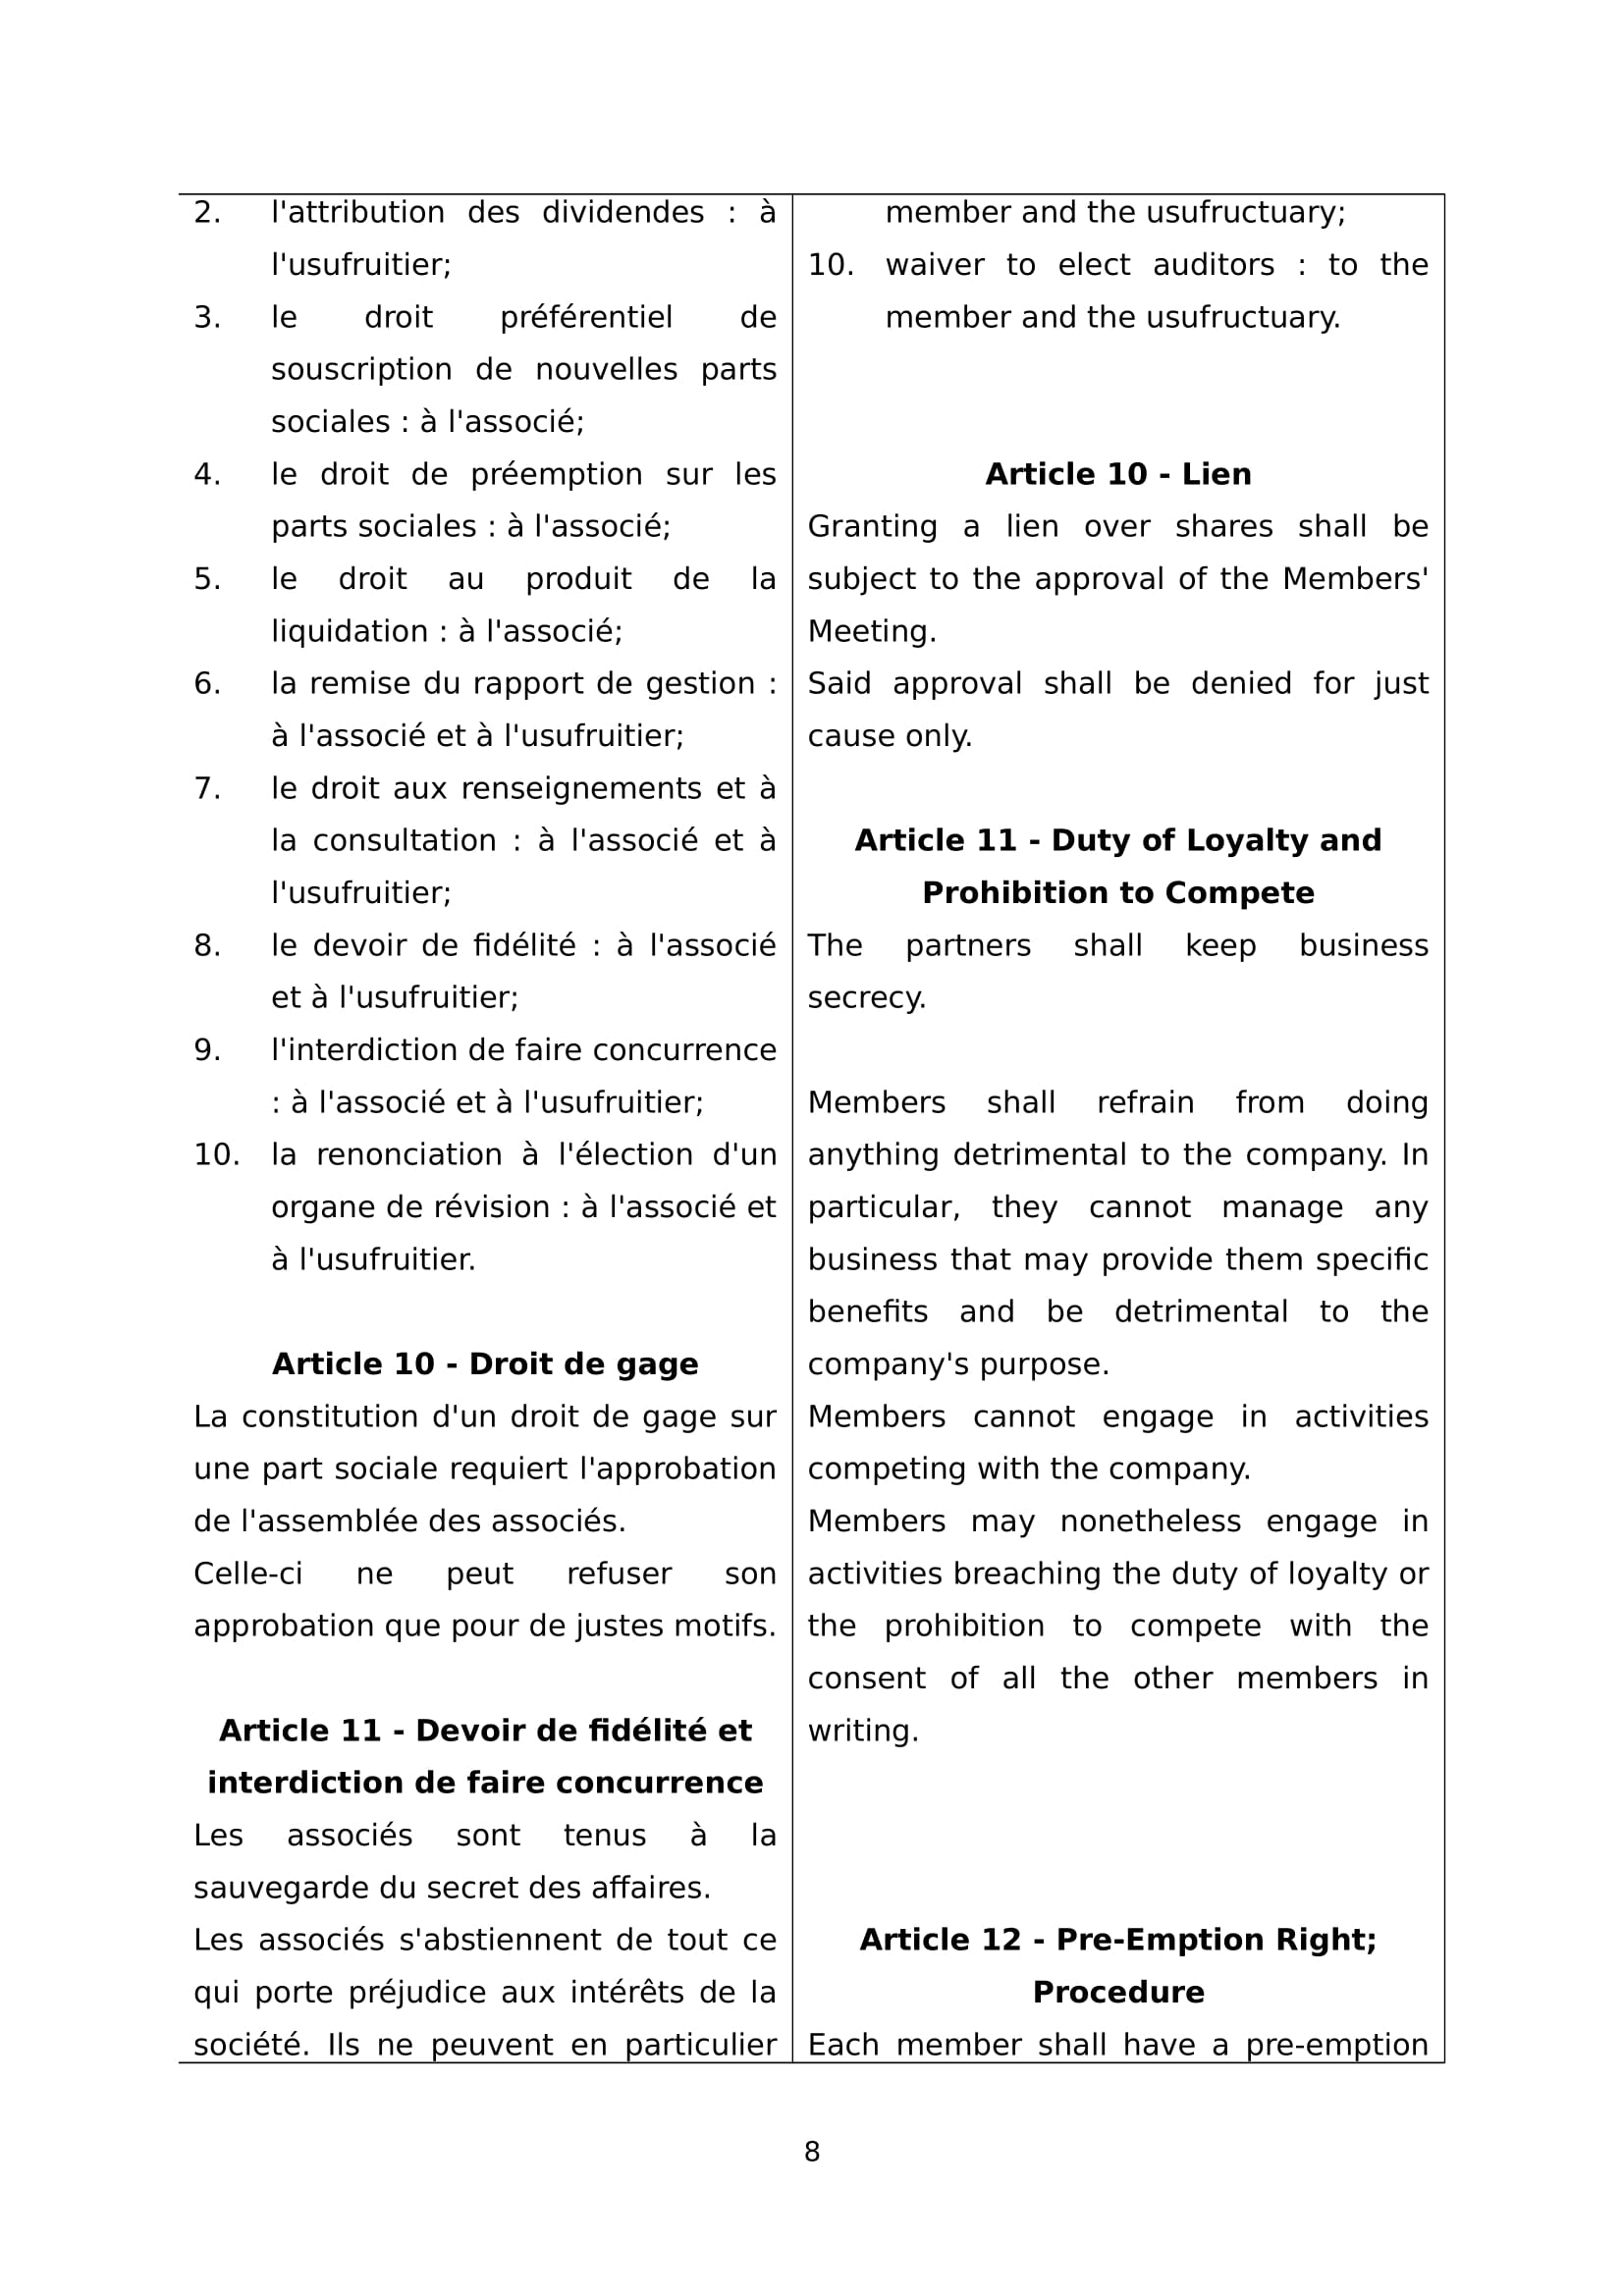 2. l'attribution des dividendes : à
l'usufruitier;
3. le droit préférentiel de
souscription de nouvelles parts
sociales : à l'associé;
4. le droit de préemption sur les
parts sociales : à l'associé;
5. le droit au produit de la
liquidation : à l'associé;
6. la remise du rapport de gestion :
à l'associé et à l'usufruitier;
7. le droit aux renseignements et à
la consultation : à l'associé et à
l'usufruitier;
8. le devoir de fidélité : à l'associé
et à l'usufruitier;
9. l'interdiction de faire concurrence
: à l'associé et à l'usufruitier;
10. la renonciation à l'élection d'un
organe de révision : à l'associé et
à l'usufruitier.
Article 10 - Droit de gage
La constitution d'un droit de gage sur
une part sociale requiert l'approbation
de l'assemblée des associés.
Celle-ci ne peut refuser son
approbation que pour de justes motifs.
Article 11 - Devoir de fidélité et
interdiction de faire concurrence
Les associés sont tenus à la
sauvegarde du secret des affaires.
Les associés s'abstiennent de tout ce
qui porte préjudice aux intérêts de la
société. Ils ne peuvent en particulier
member and the usufructuary;
10. waiver to elect auditors : to the
member and the usufructuary.
Article 10 - Lien
Granting a lien over shares shall be
subject to the approval of the Members'
Meeting.
Said approval shall be denied for just
cause only.
Article 11 - Duty of Loyalty and
Prohibition to Compete
The partners shall keep business
secrecy.
Members shall refrain from doing
anything detrimental to the company. In
particular, they cannot manage any
business that may provide them specific
benefits and be detrimental to the
company's purpose.
Members cannot engage in activities
competing with the company.
Members may nonetheless engage in
activities breaching the duty of loyalty or
the prohibition to compete with the
consent of all the other members in
writing.
Article 12 - Pre-Emption Right;
Procedure
Each member shall have a pre-emption
8